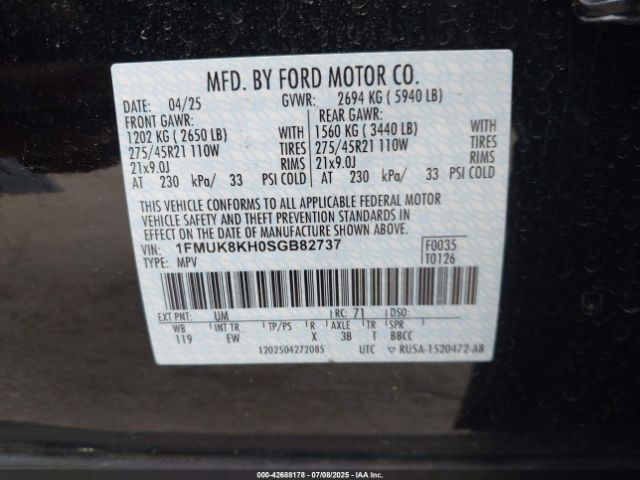 MFD. BY FORD MOTOR CO.
DATE: 04/25 GVWR: 2694 KG ( 5940 LB)
FRONT GAWR: REAR GAWR:
1202 KG ( 2650 LB) WITH 1560 KG ( 3440 LB) WITH
275/45R21 110W TIRES 275/45R21 110W TIRES
21x9.0J RIMS 21x9.0J RIMS
AT 230 kPa/ 33 PSI COLD AT 230 kPa/ 33 PSI COLD
THIS VEHICLE CONFORMS TO ALL APPLICABLE FEDERAL MOTOR
VEHICLE SAFETY AND THEFT PREVENTION STANDARDS IN
EFFECT ON THE DATE OF MANUFACTURE SHOWN ABOVE.
VIN: 1FMUK8KH0SGB82737 F0035
TYPE: MPV T0126
EXT PNT: UM RC: 71 DSO:
WB INT TR TP/PS R AXLE TR SPR
119 EW X 3B T BBCC
1202504272085 UTC RU5A-1520472-AB
000-42688178 | 07/08/2025 | IAA Inc.